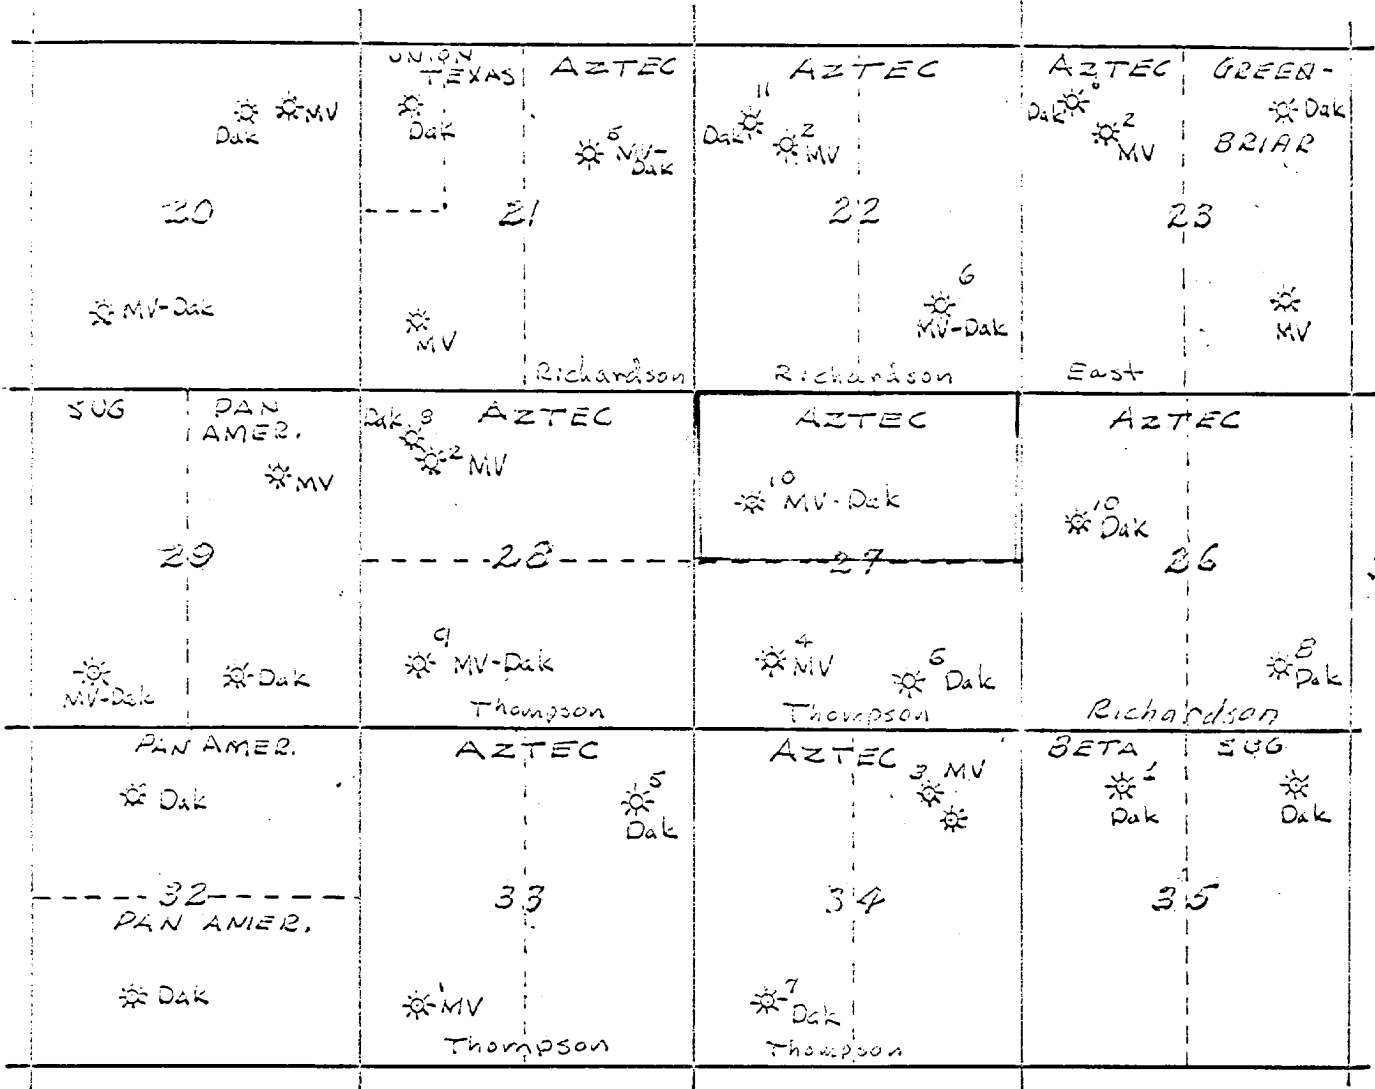 Dak
MV
20
MV-Dak
UNION
TEXAS
AZTEC
Dak
MV-
Dak
21
MV
Richardson
AZTEC
11
Dak
2
MV
22
6
MV-Dak
Richardson
AZTEC
GREEN-
BRIAR
Dak
2
MV
Dak
23
MV
East
SUG
PAN
AMER.
MV
29
MV-Dak
Dak
Dak
AZTEC
2 MV
28
9
MV-Dak
Thompson
AZTEC
10
MV-Dak
27
4
MV
6
Dak
Thompson
AZTEC
10
Dak
26
8
Dak
Richardson
PAN AMER.
Dak
32
PAN AMER.
Dak
AZTEC
5
Dak
33
1
MV
Thompson
AZTEC
3 MV
34
7
Dak
Thompson
BETA
SUG
1
Dak
Dak
35